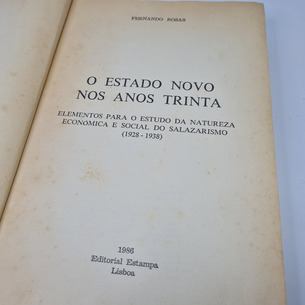 FERNANDO ROSAS
O ESTADO NOVO
NOS ANOS TRINTA
ELEMENTOS PARA O ESTUDO DA NATUREZA
ECONÓMICA E SOCIAL DO SALAZARISMO
(1928-1938)
1986
Editorial Estampa
Lisboa